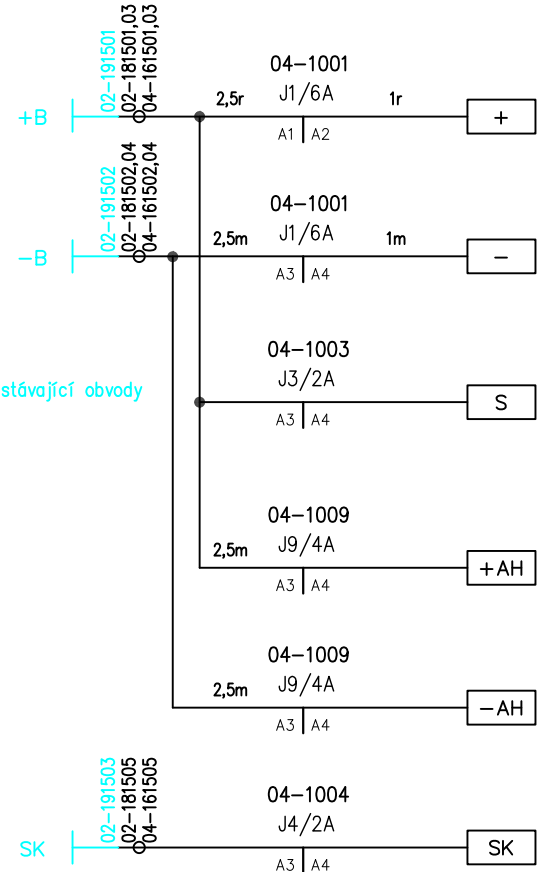 02-191501
02-181501,03
04-161501,03
04-1001
+B
2,5r
J1/6A
1r
+
A1 A2
02-191502
02-181502,04
04-161502,04
04-1001
-B
2,5m
J1/6A
1m
-
A3 A4
04-1003
J3/2A
stávající obvody
S
A3 A4
04-1009
2,5m
J9/4A
+AH
A3 A4
04-1009
2,5m
J9/4A
-AH
A3 A4
02-191503
02-181505
04-161505
04-1004
J4/2A
SK
SK
A3 A4